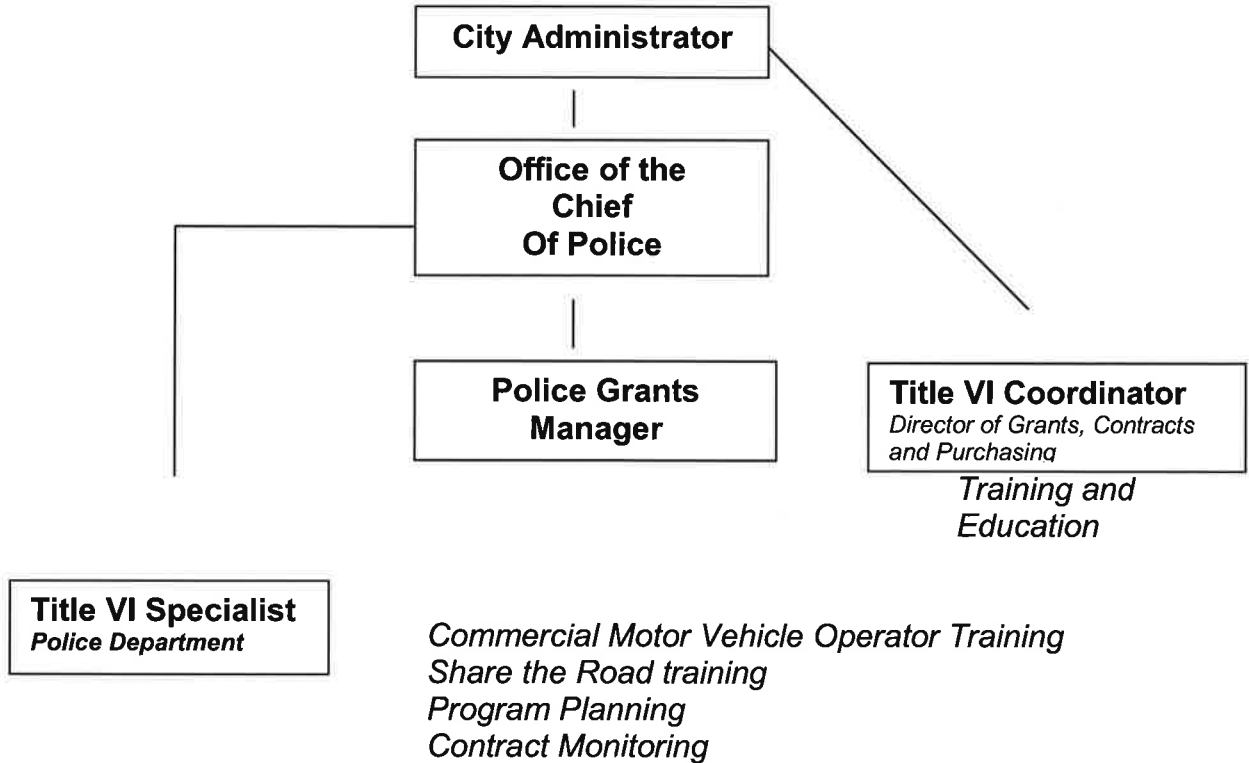 City Administrator
Office of the
Chief
Of Police
Police Grants
Manager
Title VI Coordinator
Director of Grants, Contracts
and Purchasing
Training and
Education
Title VI Specialist
Police Department
Commercial Motor Vehicle Operator Training
Share the Road training
Program Planning
Contract Monitoring